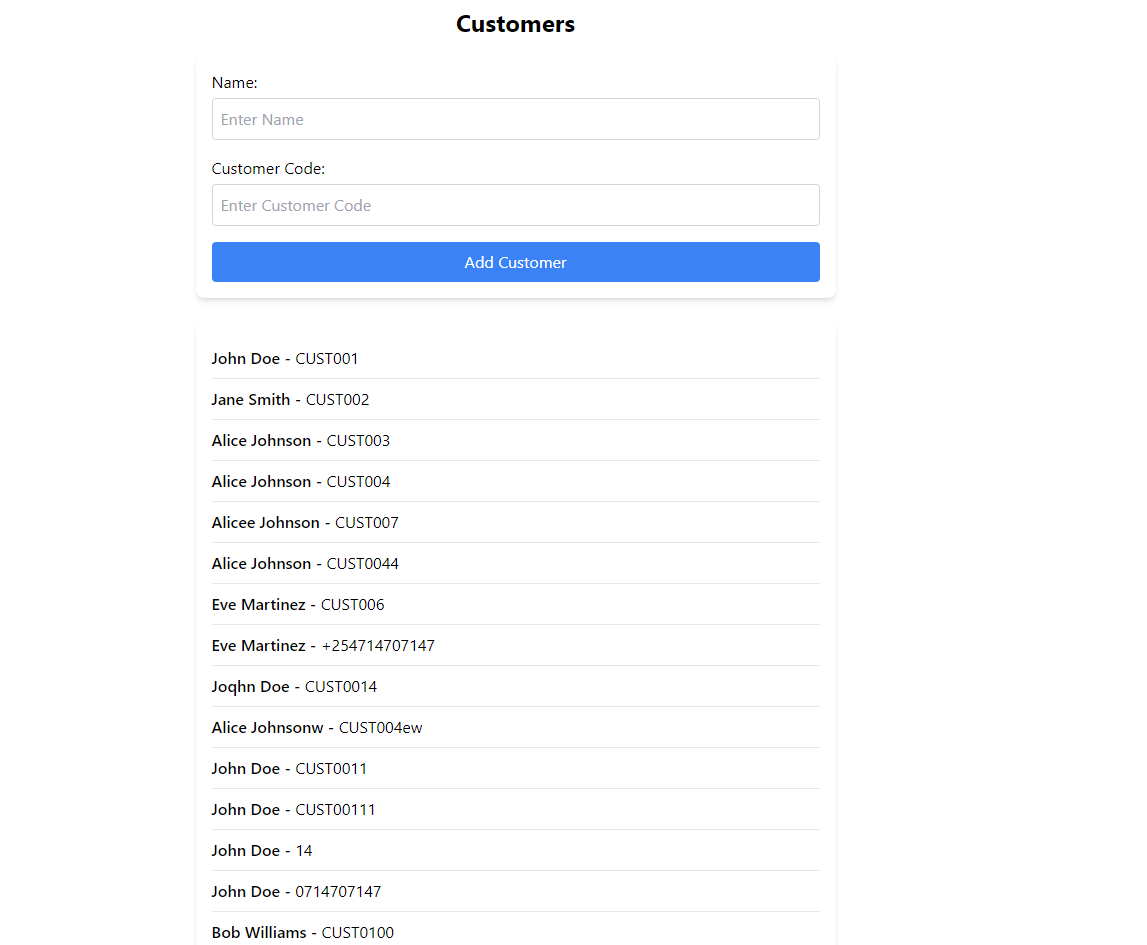 Customers
Name:
Enter Name
Customer Code:
Enter Customer Code
Add Customer
John Doe - CUST001
Jane Smith - CUST002
Alice Johnson - CUST003
Alice Johnson - CUST004
Alicee Johnson - CUST007
Alice Johnson - CUST0044
Eve Martinez - CUST006
Eve Martinez - +254714707147
Joqhn Doe - CUST0014
Alice Johnsonw - CUST004ew
John Doe - CUST0011
John Doe - CUST00111
John Doe - 14
John Doe - 0714707147
Bob Williams - CUST0100